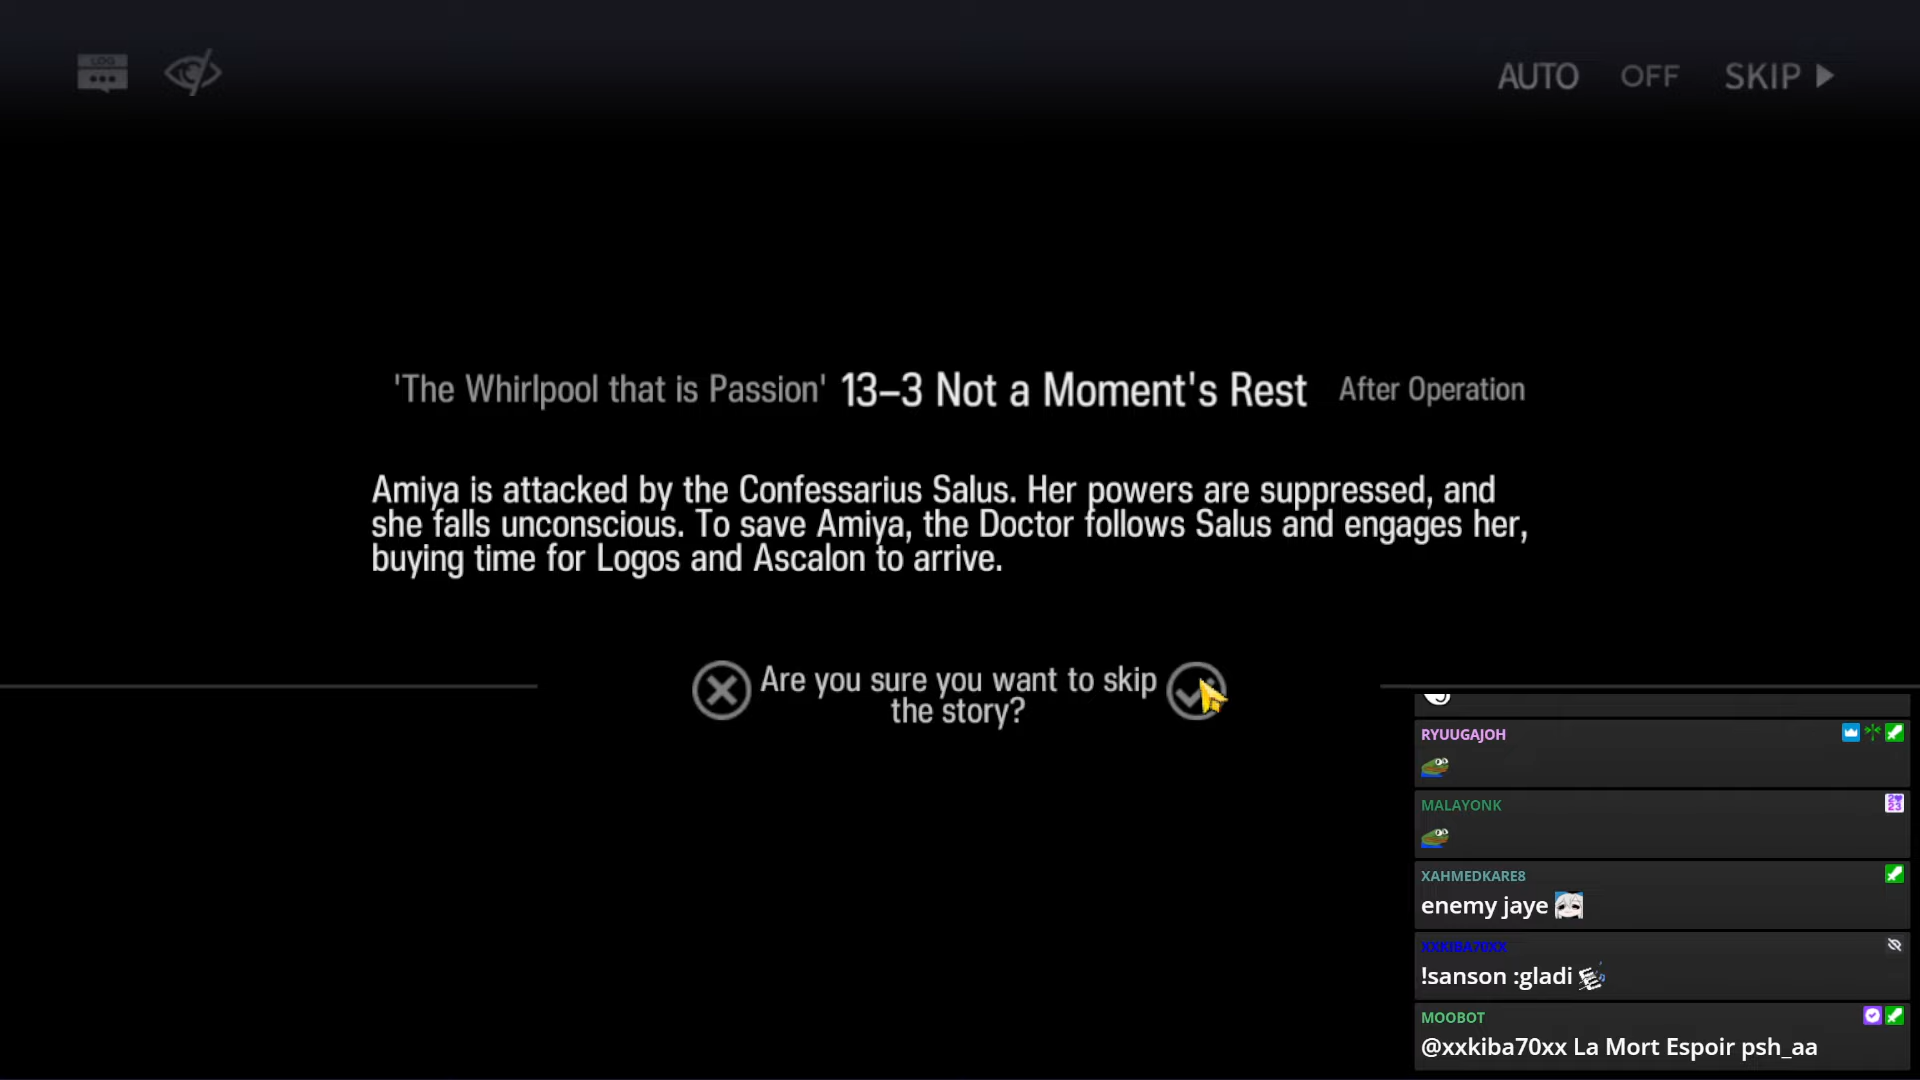 LOG
AUTO OFF SKIP
'The Whirlpool that is Passion' 13-3 Not a Moment's Rest After Operation
Amiya is attacked by the Confessarius Salus. Her powers are suppressed, and
she falls unconscious. To save Amiya, the Doctor follows Salus and engages her,
buying time for Logos and Ascalon to arrive.
Are you sure you want to skip
the story?
RYUUGAJOH
MALAYONK
XAHMEDKARE8
enemy jaye
XXKIBA70XX
!sanson :gladi
MOOBOT
@xxkiba70xx La Mort Espoir psh_aa